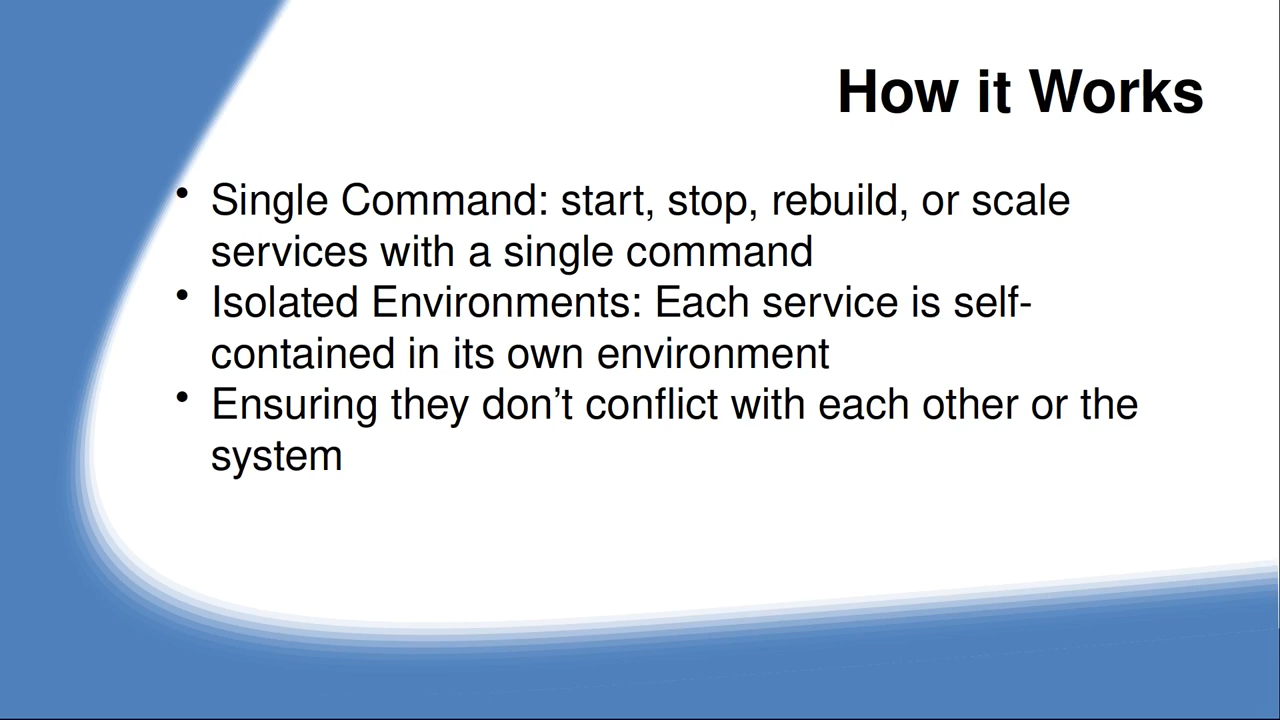 How it Works
• Single Command: start, stop, rebuild, or scale
services with a single command
• Isolated Environments: Each service is self-
contained in its own environment
• Ensuring they don’t conflict with each other or the
system